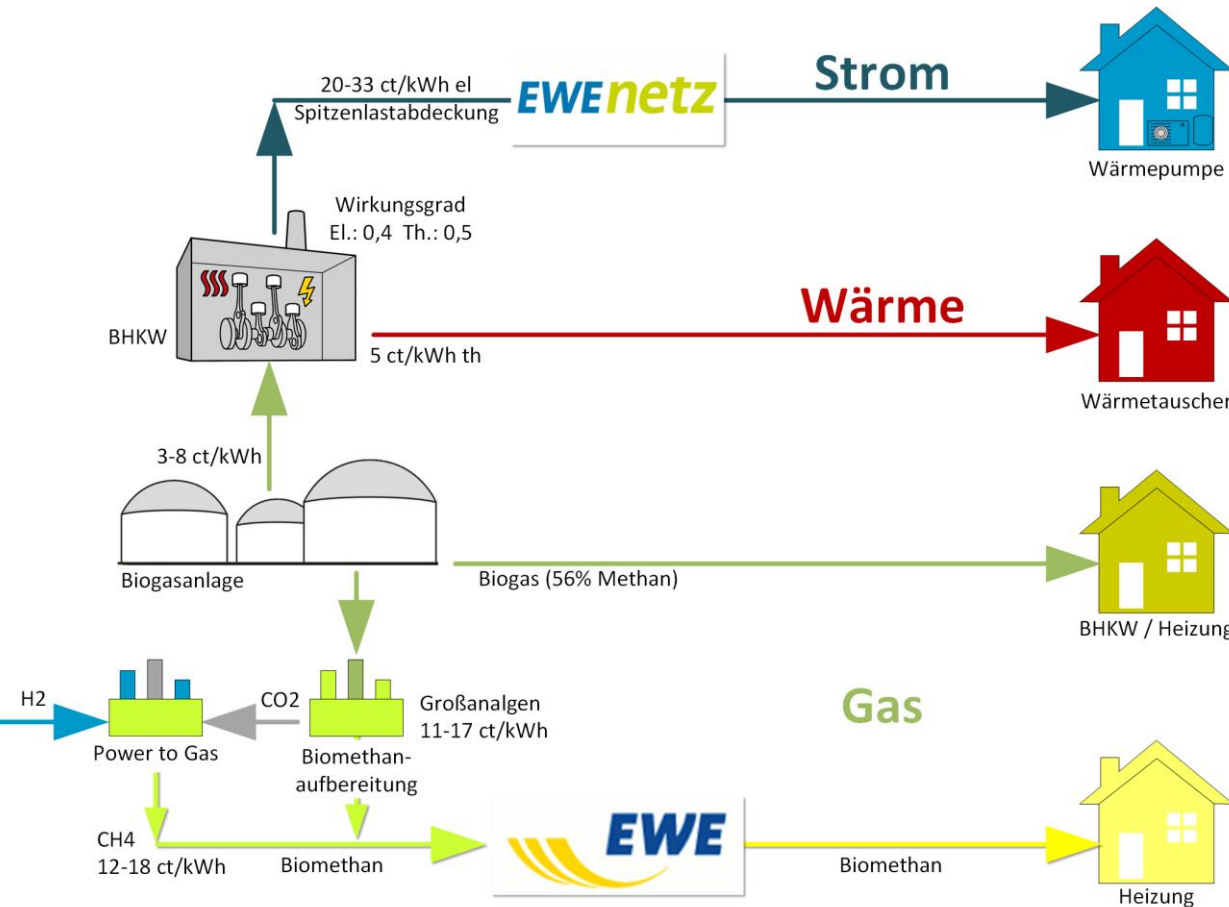 20-33 ct/kWh el
Spitzenlastabdeckung
EWEnetz
Strom
Wärmepumpe
Wirkungsgrad
El.: 0,4 Th.: 0,5
BHKW
Wärme
5 ct/kWh th
Wärmetauscher
3-8 ct/kWh
Biogasanlage
Biogas (56% Methan)
BHKW / Heizung
H2
CO2
Großanalgen
11-17 ct/kWh
Gas
Power to Gas
Biomethan-
aufbereitung
CH4
12-18 ct/kWh
Biomethan
EWE
Biomethan
Heizung